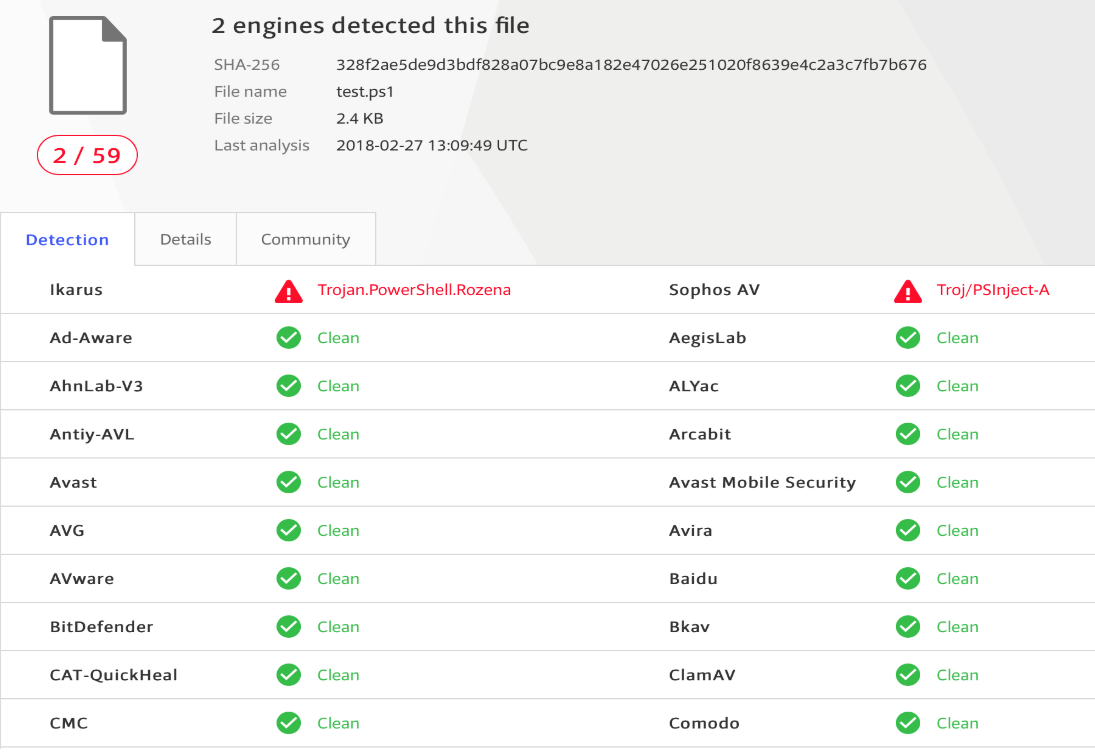 2 engines detected this file
SHA-256 328f2ae5de9d3bdf828a07bc9e8a182e47026e251020f8639e4c2a3c7fb7b676
File name test.ps1
File size 2.4 KB
Last analysis 2018-02-27 13:09:49 UTC
2 / 59
Detection Details Community
Ikarus Trojan.PowerShell.Rozena Sophos AV Troj/PSInject-A
Ad-Aware Clean AegisLab Clean
AhnLab-V3 Clean ALYac Clean
Antiy-AVL Clean Arcabit Clean
Avast Clean Avast Mobile Security Clean
AVG Clean Avira Clean
AVware Clean Baidu Clean
BitDefender Clean Bkav Clean
CAT-QuickHeal Clean ClamAV Clean
CMC Clean Comodo Clean